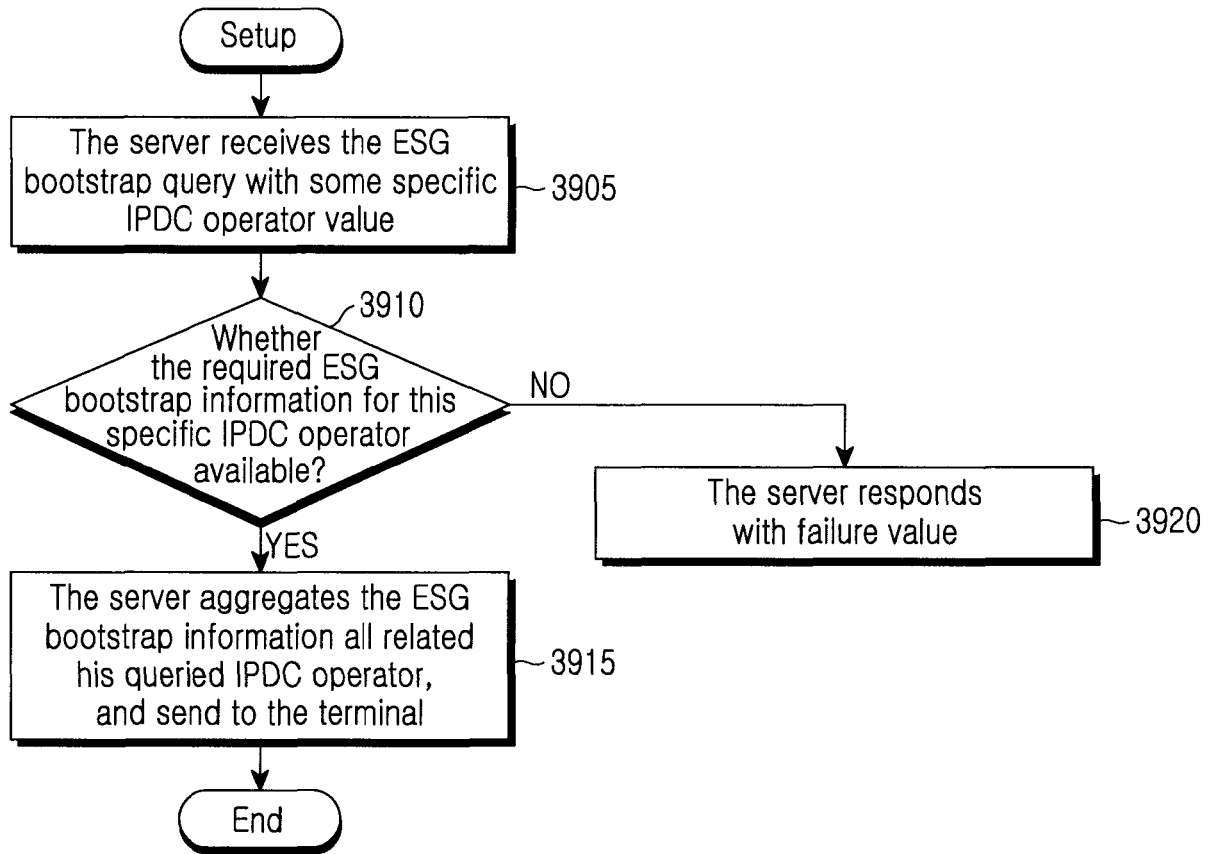 Setup
The server receives the ESG
bootstrap query with some specific
IPDC operator value
3905
3910
Whether
the required ESG
bootstrap information for this
specific IPDC operator
available?
NO
The server responds
with failure value
3920
YES
The server aggregates the ESG
bootstrap information all related
his queried IPDC operator,
and send to the terminal
3915
End